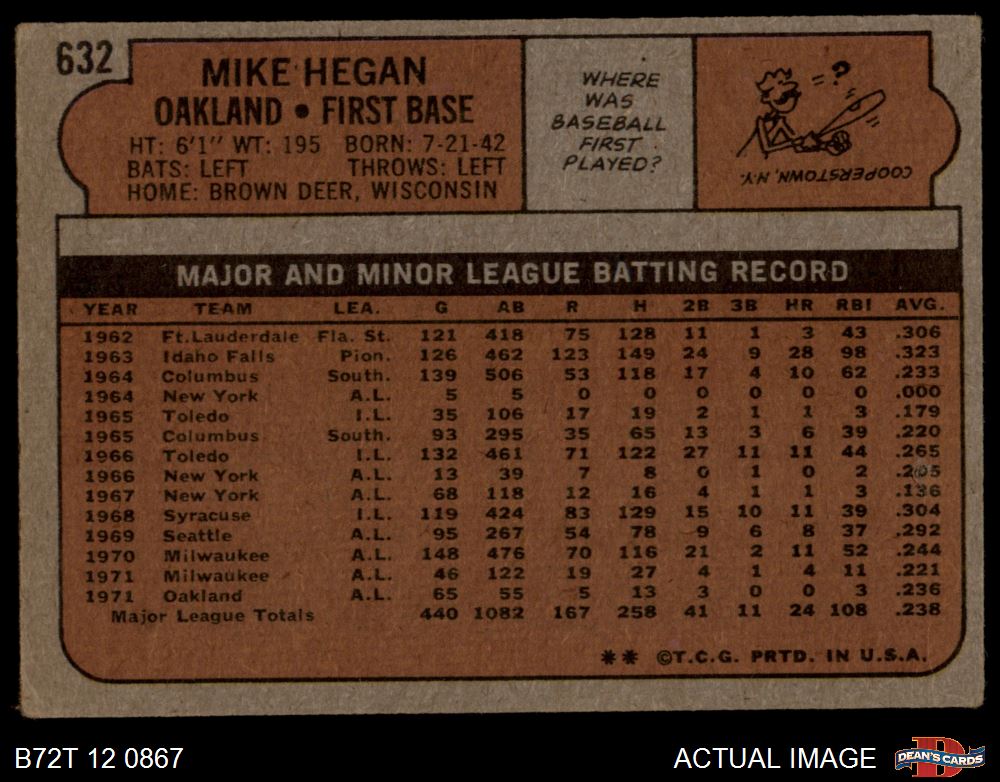 632
MIKE HEGAN
OAKLAND • FIRST BASE
HT: 6'1" WT: 195 BORN: 7-21-42
BATS: LEFT THROWS: LEFT
HOME: BROWN DEER, WISCONSIN
WHERE
WAS
BASEBALL
FIRST
PLAYED?
= ?
COOPERSTOWN, N.Y.
MAJOR AND MINOR LEAGUE BATTING RECORD
YEAR TEAM LEA. G AB R H 2B 3B HR RBI AVG.
1962 Ft.Lauderdale Fla. St. 121 418 75 128 11 1 3 43 .306
1963 Idaho Falls Pion. 126 462 123 149 24 9 28 98 .323
1964 Columbus South. 139 506 53 118 17 4 10 62 .233
1964 New York A.L. 5 5 0 0 0 0 0 0 .000
1965 Toledo I.L. 35 106 17 19 2 1 1 3 .179
1965 Columbus South. 93 295 35 65 13 3 6 39 .220
1966 Toledo I.L. 132 461 71 122 27 11 11 44 .265
1966 New York A.L. 13 39 7 8 0 1 0 2 .205
1967 New York A.L. 68 118 12 16 4 1 1 3 .136
1968 Syracuse I.L. 119 424 83 129 15 10 11 39 .304
1969 Seattle A.L. 95 267 54 78 9 6 8 37 .292
1970 Milwaukee A.L. 148 476 70 116 21 2 11 52 .244
1971 Milwaukee A.L. 46 122 19 27 4 1 4 11 .221
1971 Oakland A.L. 65 55 5 13 3 0 0 3 .236
Major League Totals 440 1082 167 258 41 11 24 108 .238
** ©T.C.G. PRTD. IN U.S.A.
B72T 12 0867
ACTUAL IMAGE
D
DEAN'S CARDS